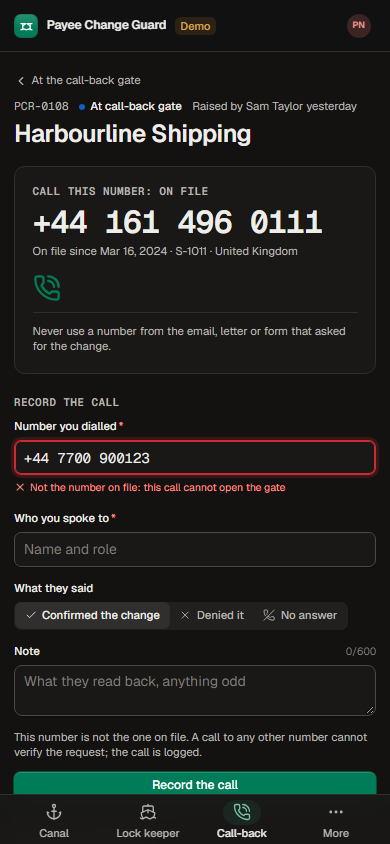 Payee Change Guard Demo PN
At the call-back gate
PCR-0108 At call-back gate Raised by Sam Taylor yesterday
Harbourline Shipping
CALL THIS NUMBER: ON FILE
+44 161 496 0111
On file since Mar 16, 2024 · S-1011 · United Kingdom
Never use a number from the email, letter or form that asked
for the change.
RECORD THE CALL
Number you dialled *
+44 7700 900123
Not the number on file: this call cannot open the gate
Who you spoke to *
Name and role
What they said
Confirmed the change Denied it No answer
Note 0/600
What they read back, anything odd
This number is not the one on file. A call to any other number cannot
verify the request; the call is logged.
Record the call
Canal Lock keeper Call-back More